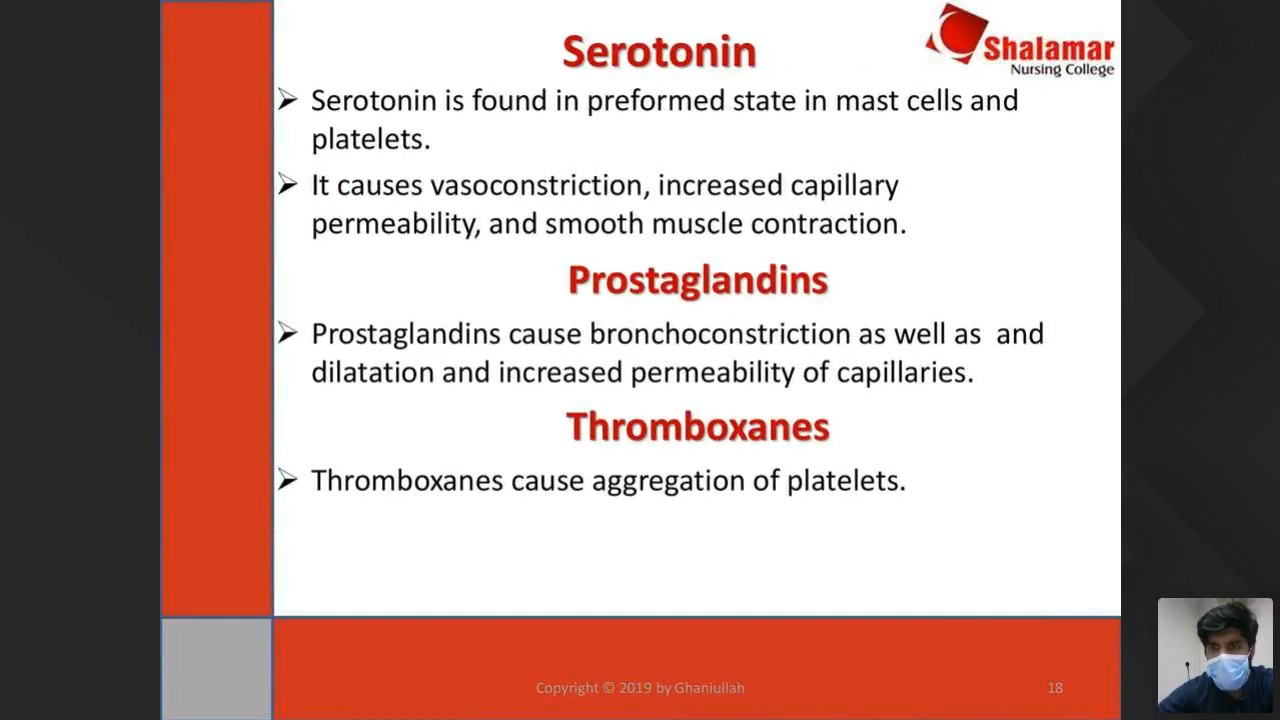 Serotonin
Shalamar
Nursing College
➢ Serotonin is found in preformed state in mast cells and
platelets.
➢ It causes vasoconstriction, increased capillary
permeability, and smooth muscle contraction.
Prostaglandins
➢ Prostaglandins cause bronchoconstriction as well as  and
dilatation and increased permeability of capillaries.
Thromboxanes
➢ Thromboxanes cause aggregation of platelets.
Copyright © 2019 by Ghaniullah
18